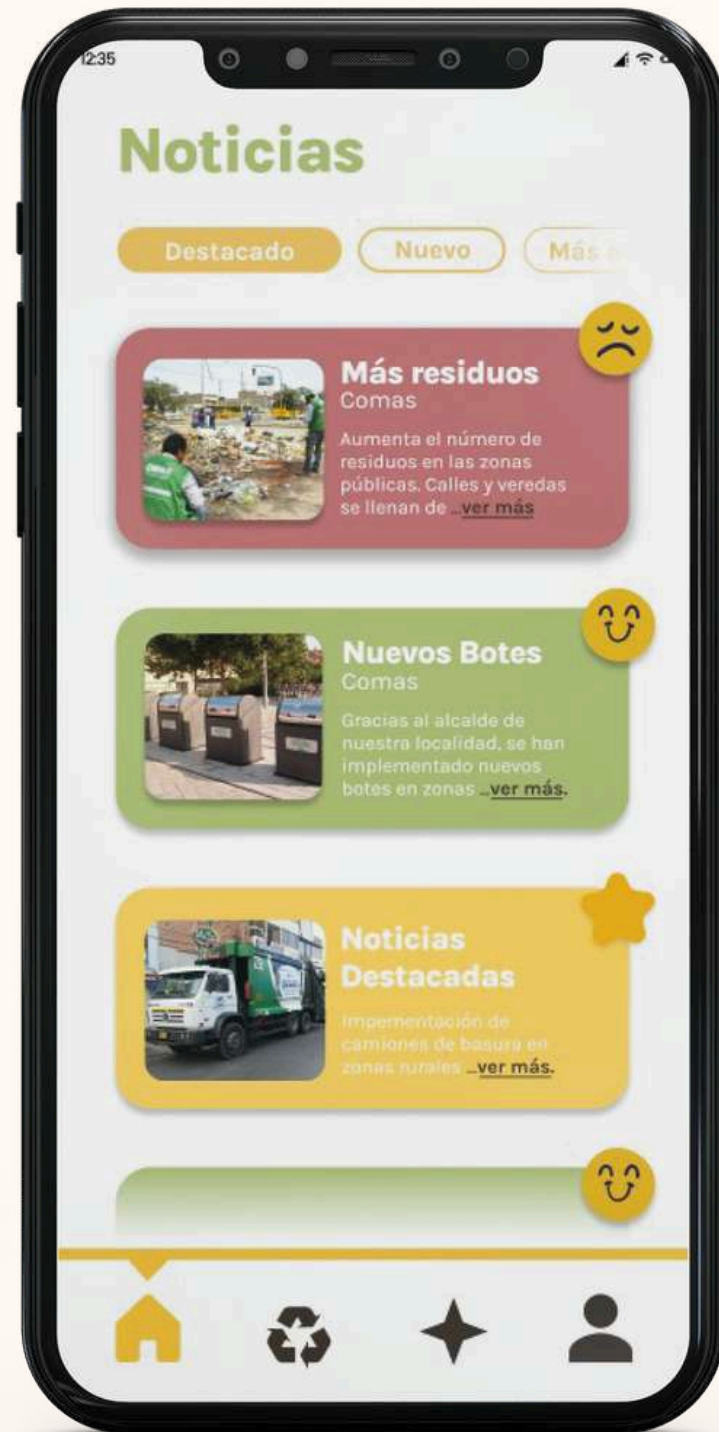 12:35
Noticias
Destacado
Nuevo
Más
Más residuos
Comas
Aumenta el número de
residuos en las zonas
públicas. Calles y veredas
se llenan de ...ver más
Nuevos Botes
Comas
Gracias al alcalde de
nuestra localidad, se han
implementado nuevos
botes en zonas ...ver más.
Noticias
Destacadas
Impementación de
camiones de basura en
zonas rurales ...ver más.